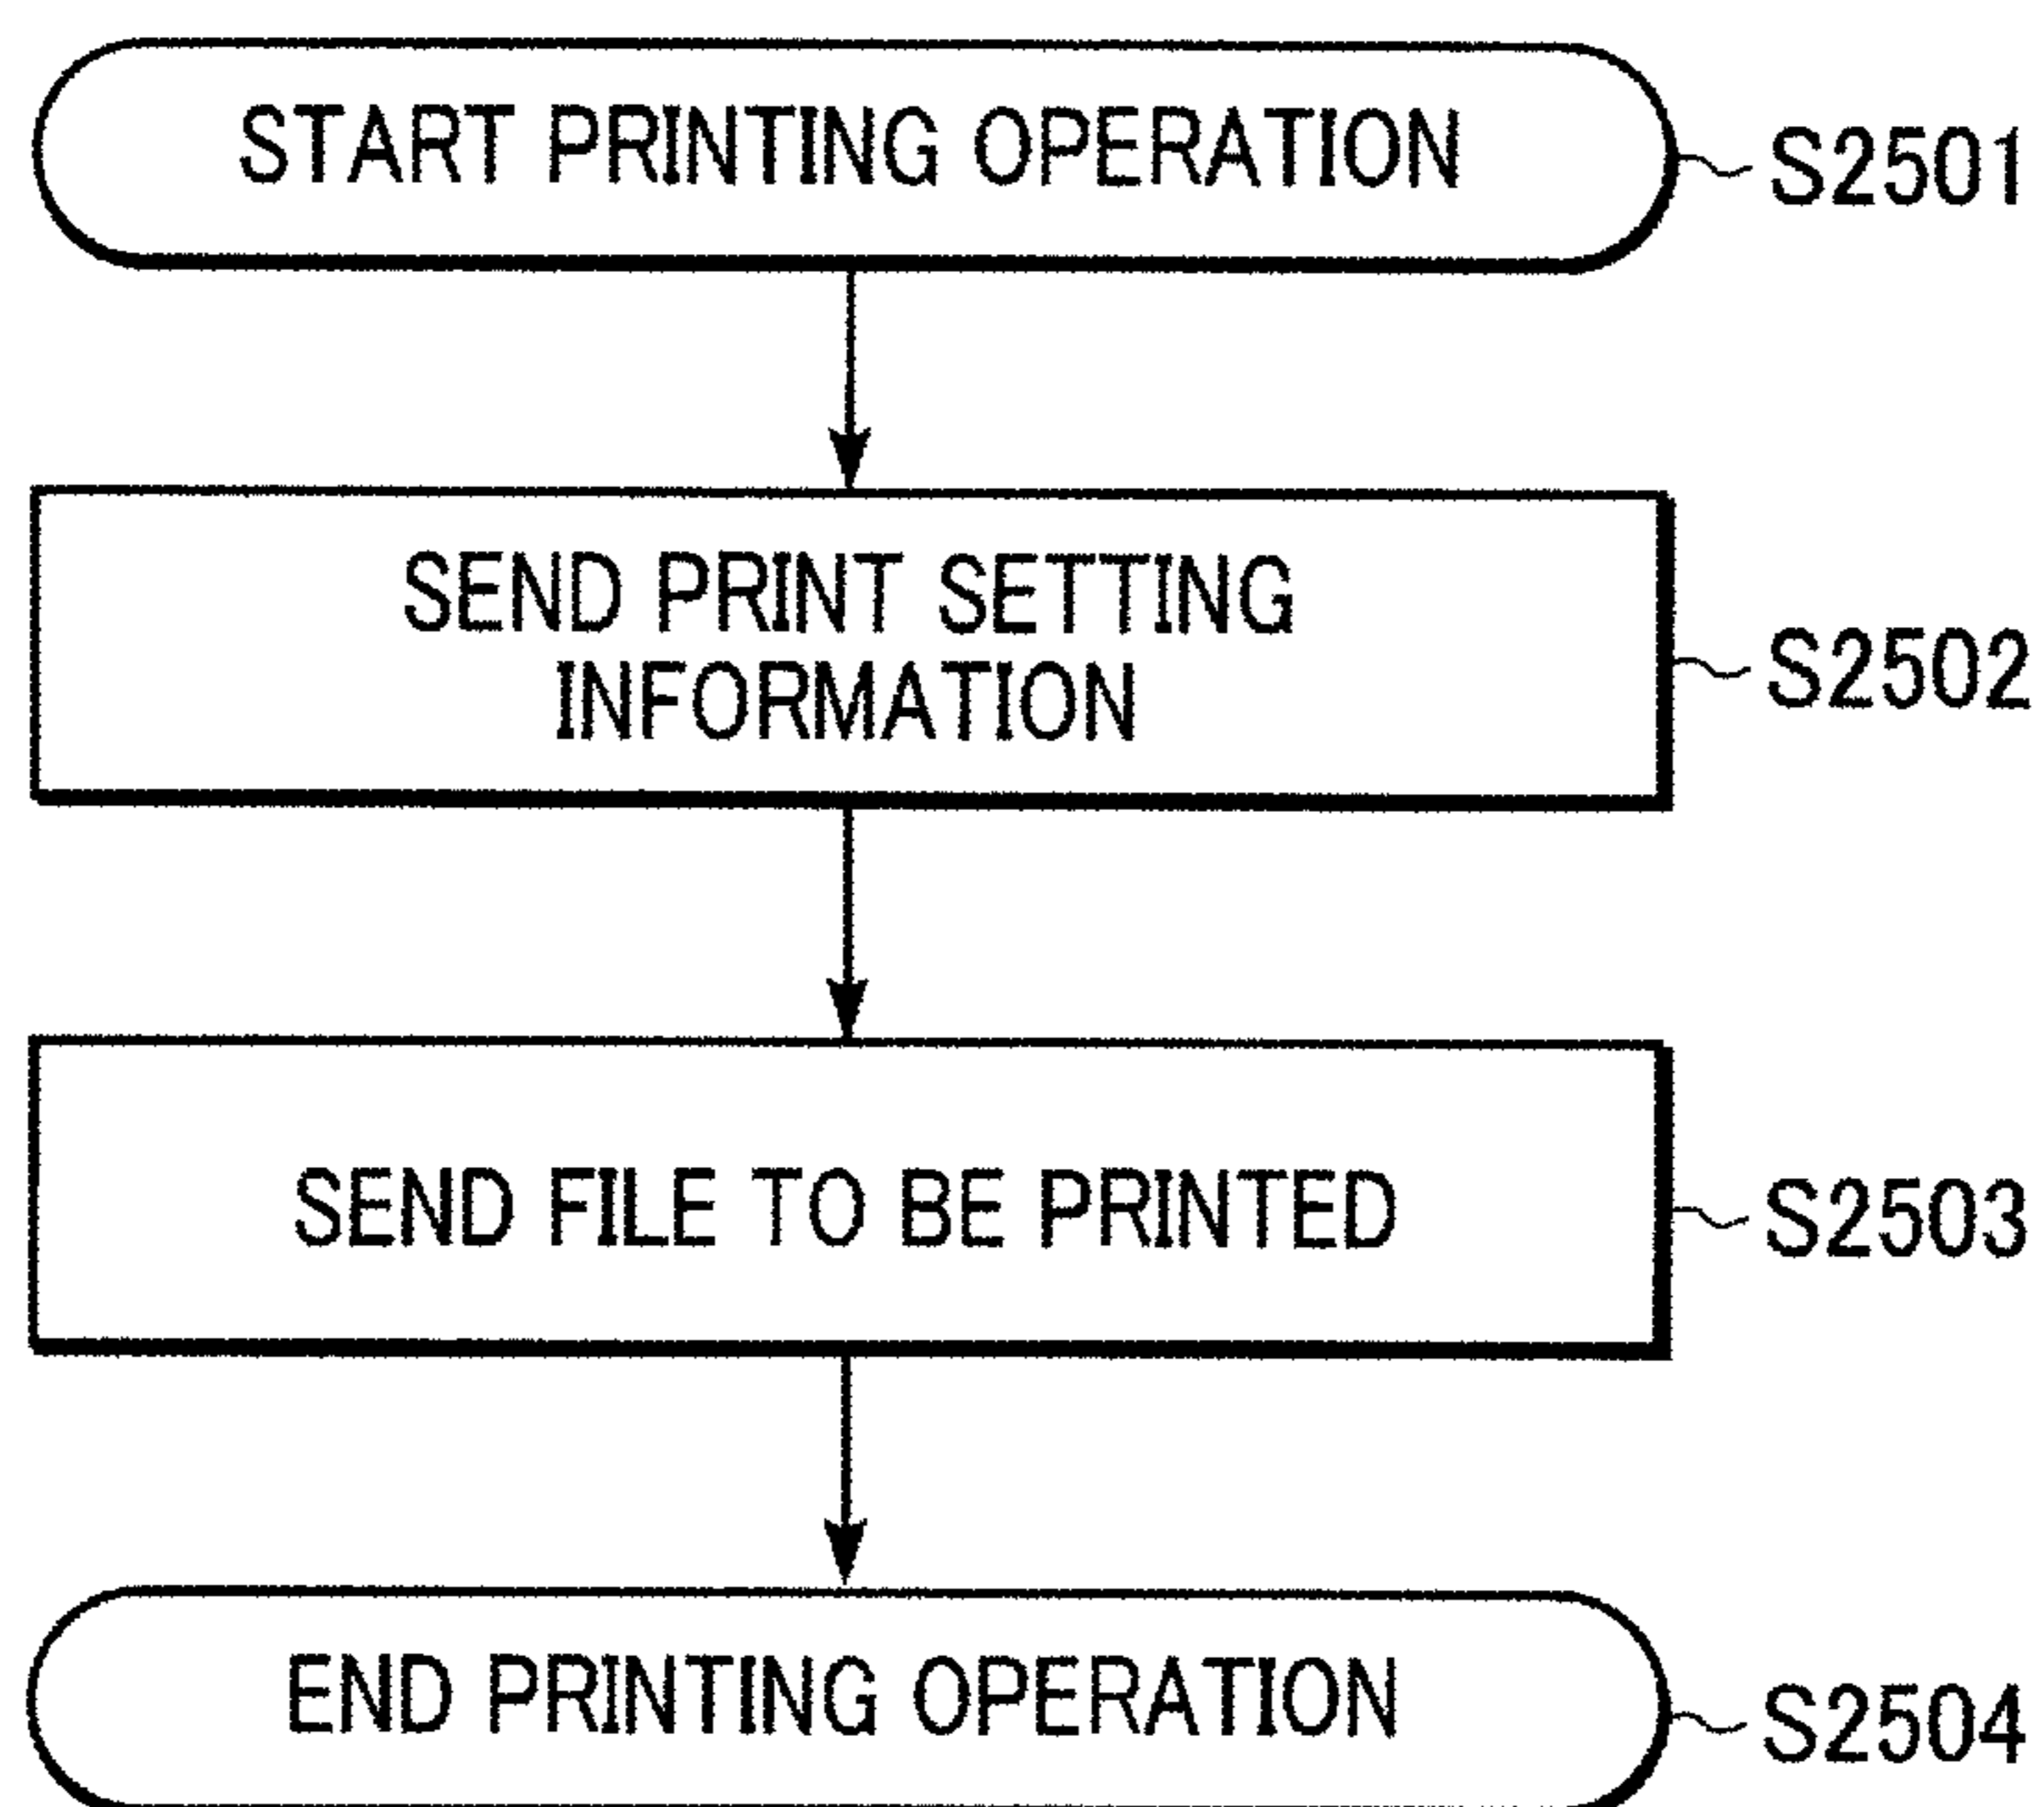 START PRINTING OPERATION
S2501
SEND PRINT SETTING
INFORMATION
S2502
SEND FILE TO BE PRINTED
S2503
END PRINTING OPERATION
S2504